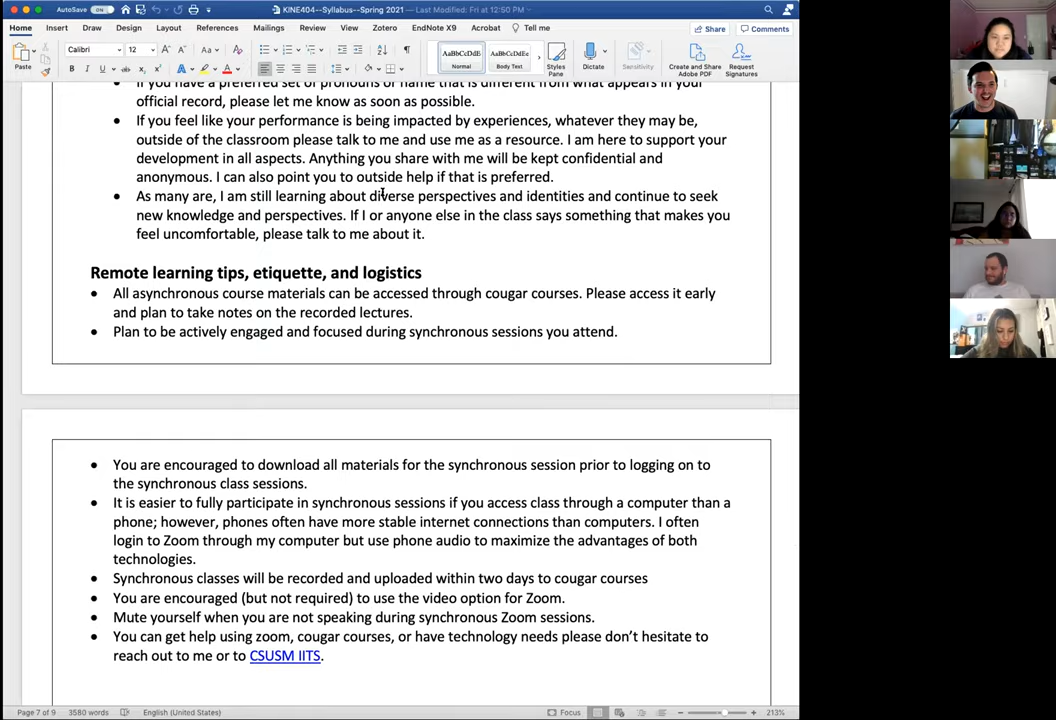 AutoSave ON KINE404--Syllabus--Spring 2021 — Last Modified: Fri at 12:50 PM
Home Insert Draw Design Layout References Mailings Review View Zotero EndNote X9 Acrobat Tell me Share Comments
Paste Calibri 12 AaBbCcDdE AaBbCcDdEe
Normal Body Text Styles Pane Dictate Sensitivity Create and Share Adobe PDF Request Signatures
If you have a preferred set of pronouns or name that is different from what appears in your
official record, please let me know as soon as possible.
• If you feel like your performance is being impacted by experiences, whatever they may be,
outside of the classroom please talk to me and use me as a resource. I am here to support your
development in all aspects. Anything you share with me will be kept confidential and
anonymous. I can also point you to outside help if that is preferred.
• As many are, I am still learning about diverse perspectives and identities and continue to seek
new knowledge and perspectives. If I or anyone else in the class says something that makes you
feel uncomfortable, please talk to me about it.
Remote learning tips, etiquette, and logistics
• All asynchronous course materials can be accessed through cougar courses. Please access it early
and plan to take notes on the recorded lectures.
• Plan to be actively engaged and focused during synchronous sessions you attend.
• You are encouraged to download all materials for the synchronous session prior to logging on to
the synchronous class sessions.
• It is easier to fully participate in synchronous sessions if you access class through a computer than a
phone; however, phones often have more stable internet connections than computers. I often
login to Zoom through my computer but use phone audio to maximize the advantages of both
technologies.
• Synchronous classes will be recorded and uploaded within two days to cougar courses
• You are encouraged (but not required) to use the video option for Zoom.
• Mute yourself when you are not speaking during synchronous Zoom sessions.
• You can get help using zoom, cougar courses, or have technology needs please don't hesitate to
reach out to me or to CSUSM IITS.
Page 7 of 9 3580 words English (United States) Focus 213%